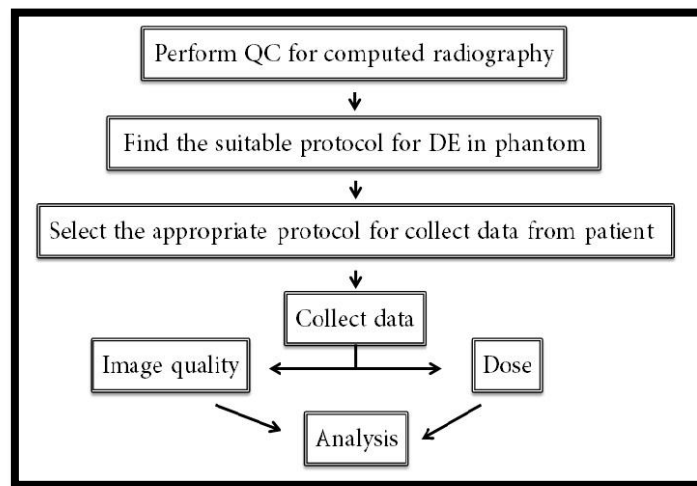 Perform QC for computed radiography
Find the suitable protocol for DE in phantom
Select the appropriate protocol for collect data from patient
Collect data
Image quality
Dose
Analysis